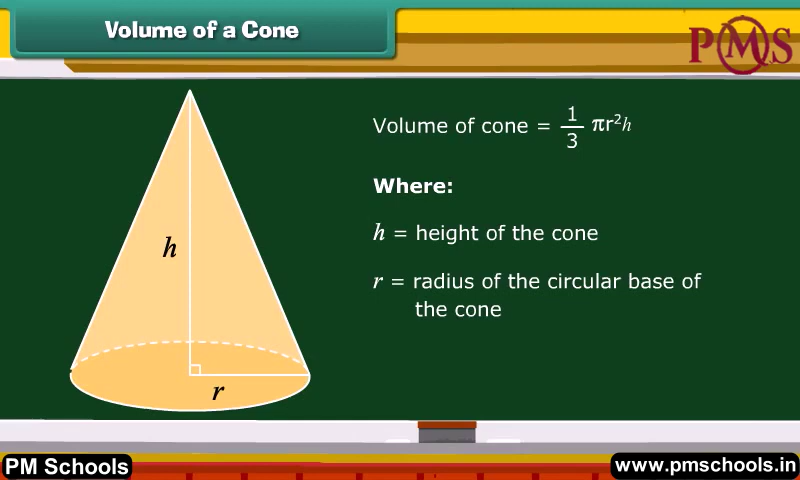 Volume of a Cone
PMS
Volume of cone = 1/3 πr²h
Where:
h = height of the cone
r = radius of the circular base of
the cone
h
r
PM Schools
www.pmschools.in